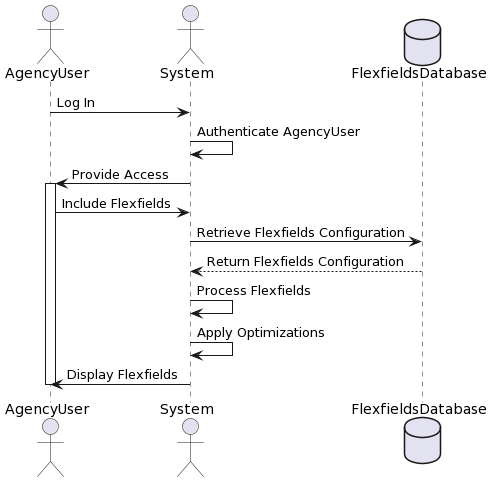 AgencyUser
System
FlexfieldsDatabase
Log In
Authenticate AgencyUser
Provide Access
Include Flexfields
Retrieve Flexfields Configuration
Return Flexfields Configuration
Process Flexfields
Apply Optimizations
Display Flexfields
AgencyUser
System
FlexfieldsDatabase